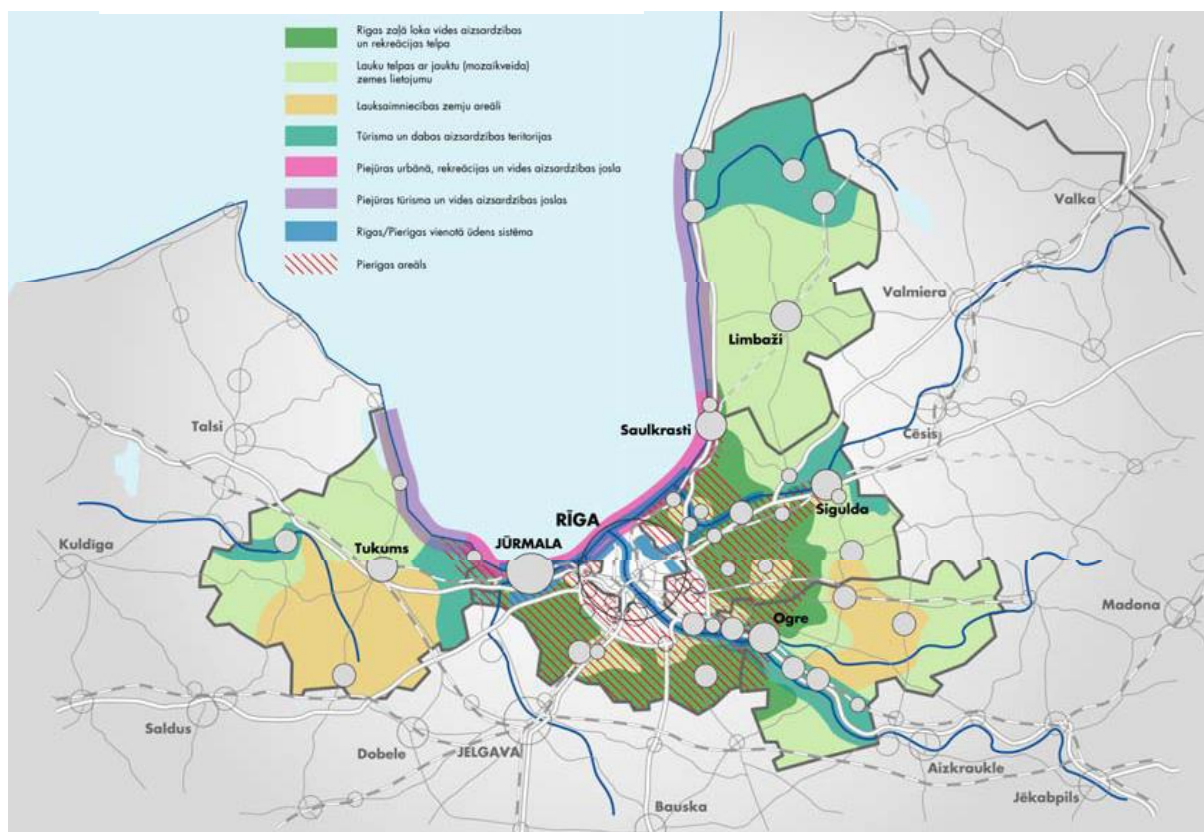 Rīgas zaļā loka vides aizsardzības
un rekreācijas telpa
Lauku telpas ar jauktu (mozaīkveida)
zemes lietojumu
Lauksaimniecības zemju areāli
Tūrisma un dabas aizsardzības teritorijas
Piejūras urbānā, rekreācijas un vides aizsardzības josla
Piejūras tūrisma un vides aizsardzības joslas
Rīgas/Pierīgas vienotā ūdens sistēma
Pierīgas areāls
Valka
Valmiera
Limbaži
Talsi
Saulkrasti
Cēsis
Sigulda
RĪGA
Kuldīga
Tukums
JŪRMALA
Madona
Ogre
Saldus
Dobele
JELGAVA
Aizkraukle
Jēkabpils
Bauska